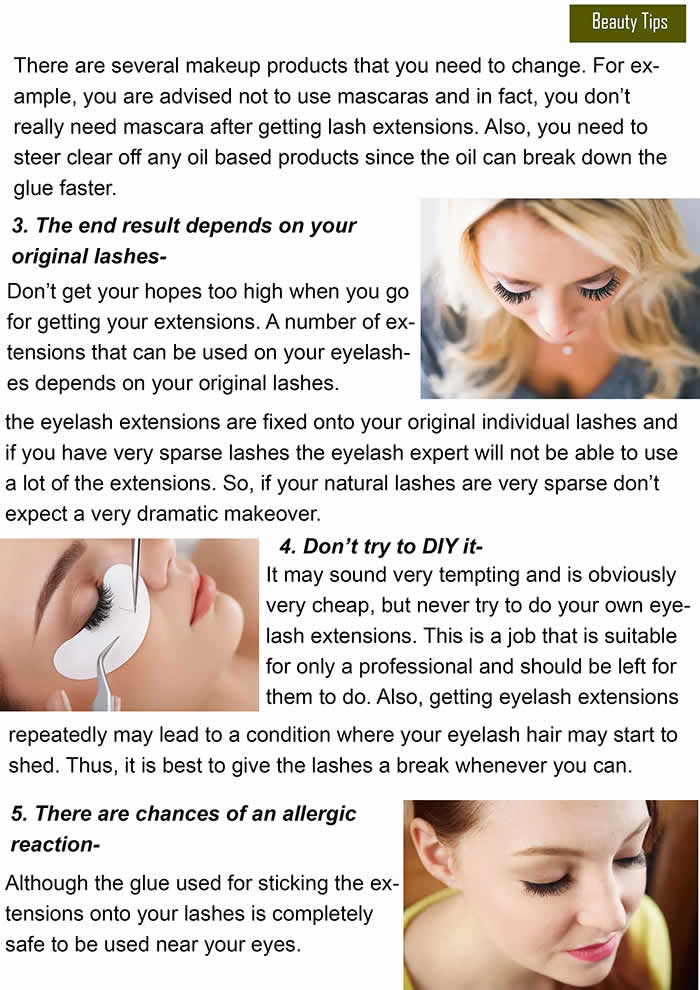 Beauty Tips
There are several makeup products that you need to change. For ex-
ample, you are advised not to use mascaras and in fact, you don't
really need mascara after getting lash extensions. Also, you need to
steer clear off any oil based products since the oil can break down the
glue faster.
3. The end result depends on your
original lashes-
Don't get your hopes too high when you go
for getting your extensions. A number of ex-
tensions that can be used on your eyelash-
es depends on your original lashes.
the eyelash extensions are fixed onto your original individual lashes and
if you have very sparse lashes the eyelash expert will not be able to use
a lot of the extensions. So, if your natural lashes are very sparse don't
expect a very dramatic makeover.
4. Don't try to DIY it-
It may sound very tempting and is obviously
very cheap, but never try to do your own eye-
lash extensions. This is a job that is suitable
for only a professional and should be left for
them to do. Also, getting eyelash extensions
repeatedly may lead to a condition where your eyelash hair may start to
shed. Thus, it is best to give the lashes a break whenever you can.
5. There are chances of an allergic
reaction-
Although the glue used for sticking the ex-
tensions onto your lashes is completely
safe to be used near your eyes.